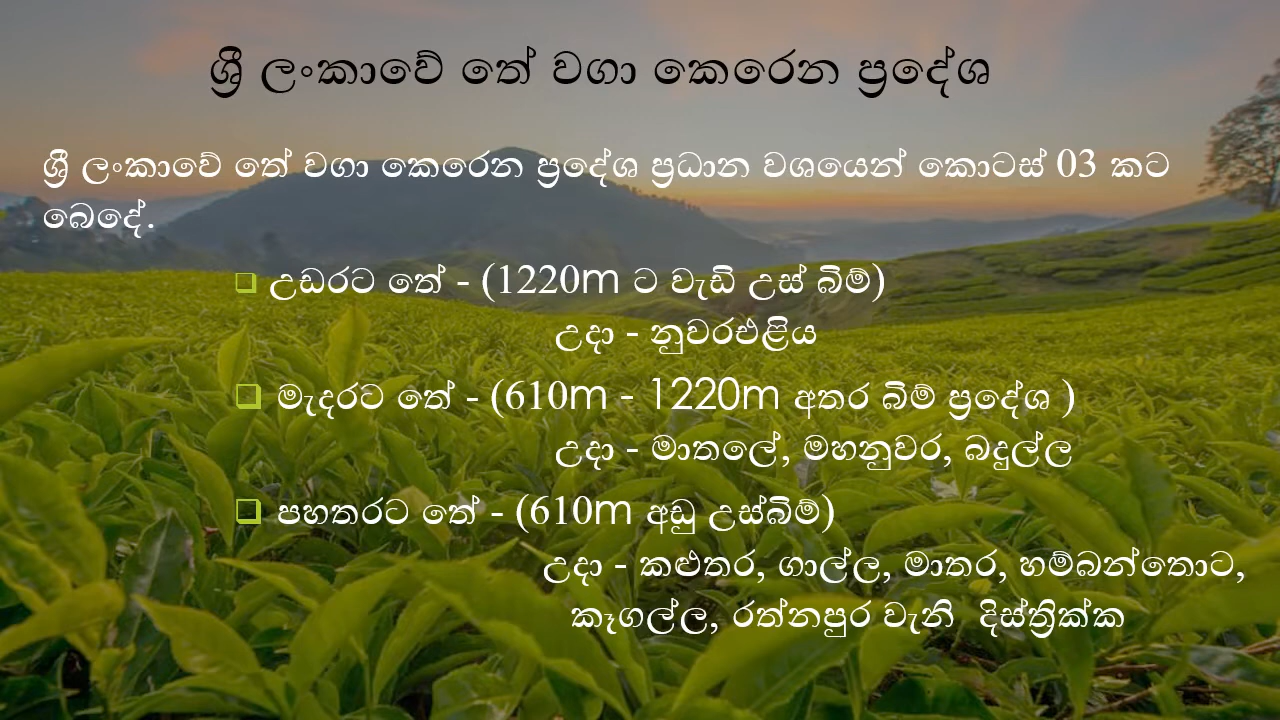 ශ්‍රී ලංකාවේ තේ වගා කෙරෙන ප්‍රදේශ
ශ්‍රී ලංකාවේ තේ වගා කෙරෙන ප්‍රදේශ ප්‍රධාන වශයෙන් කොටස් 03 කට
බෙදේ.
උඩරට තේ - (1220m ට වැඩි උස් බිම්)
උදා - නුවරඑළිය
මැදරට තේ - (610m - 1220m අතර බිම් ප්‍රදේශ )
උදා - මාතලේ, මහනුවර, බදුල්ල
පහතරට තේ - (610m අඩු උස්බිම්)
උදා - කළුතර, ගාල්ල, මාතර, හම්බන්තොට,
කෑගල්ල, රත්නපුර වැනි දිස්ත්‍රික්ක